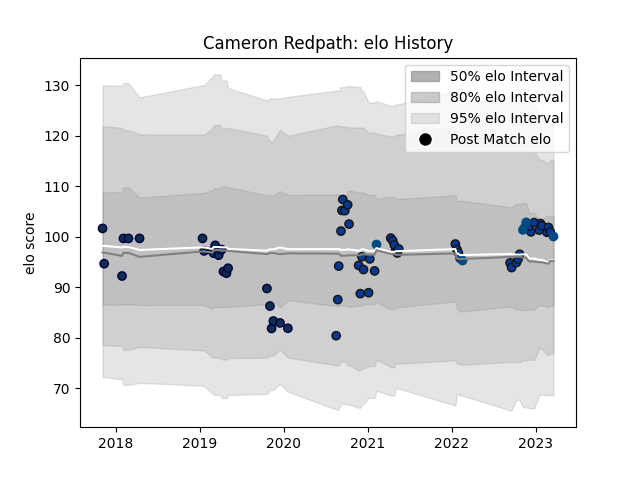 Cameron Redpath: elo History
50% elo Interval
80% elo Interval
95% elo Interval
Post Match elo
elo score
130
120
110
100
90
80
70
2018 2019 2020 2021 2022 2023